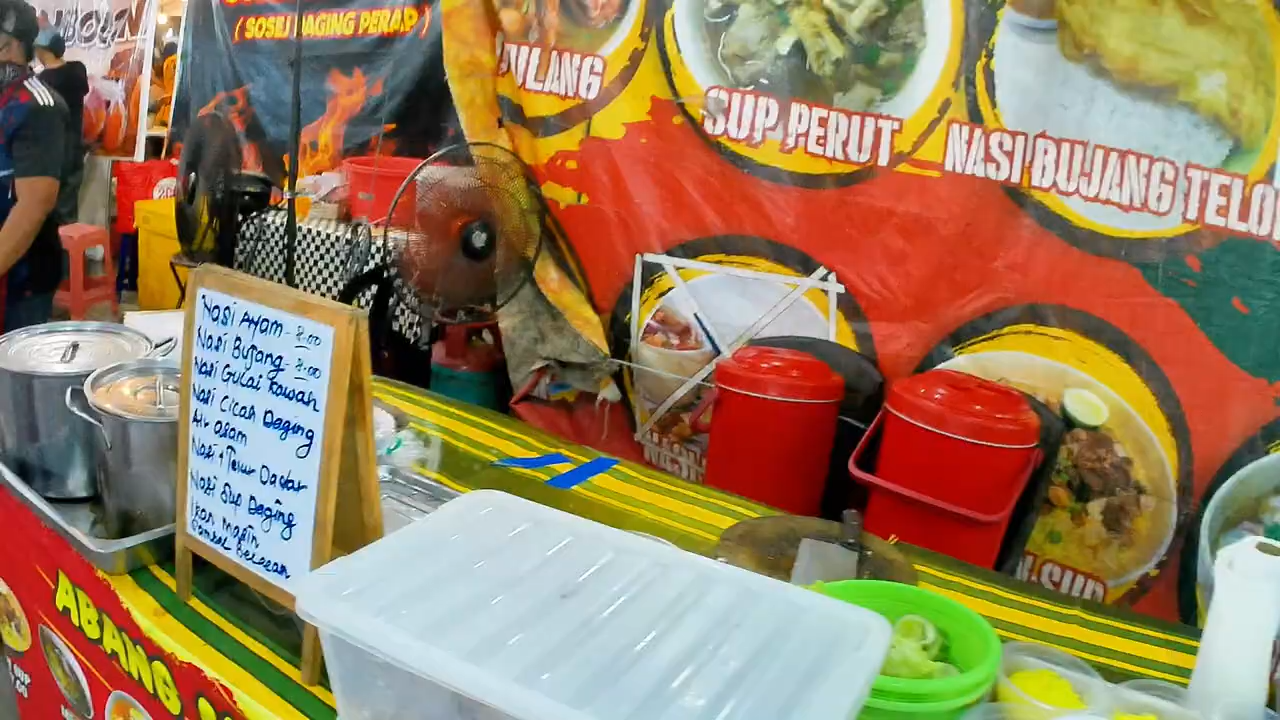 ( SOSEJ DAGING PERAP )
SUP PERUT
NASI BUJANG TELO
Nasi Ayam - 8.00
Nasi Bujang - 7.00
Nasi Gulai Kawah
Nasi Cicah Daging
Air asam
Nasi + Telur Dadar
Nasi Sup Daging
Ikan Masin
Sambal Belacan
ABANG